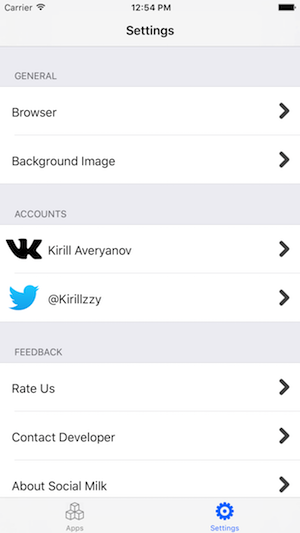 Carrier 12:54 PM
Settings
GENERAL
Browser
Background Image
ACCOUNTS
Kirill Averyanov
@Kirillzzy
FEEDBACK
Rate Us
Contact Developer
About Social Milk
Apps Settings